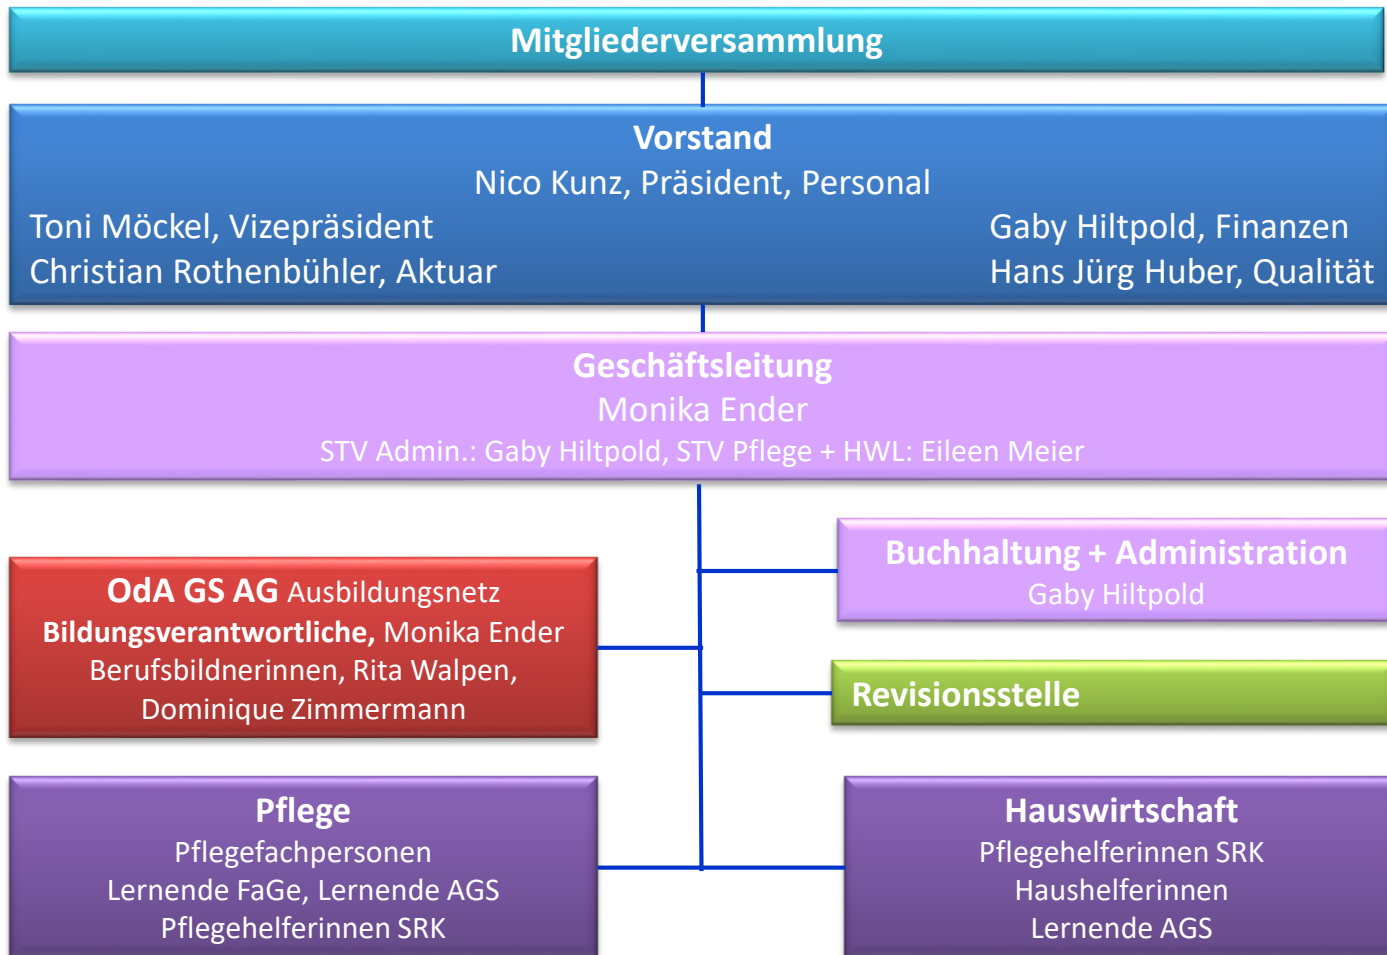 Mitgliederversammlung
Vorstand
Nico Kunz, Präsident, Personal
Toni Möckel, Vizepräsident
Gaby Hiltpold, Finanzen
Christian Rothenbühler, Aktuar
Hans Jürg Huber, Qualität
Geschäftsleitung
Monika Ender
STV Admin.: Gaby Hiltpold, STV Pflege + HWL: Eileen Meier
Buchhaltung + Administration
Gaby Hiltpold
OdA GS AG Ausbildungsnetz
Bildungsverantwortliche, Monika Ender
Berufsbildnerinnen, Rita Walpen,
Dominique Zimmermann
Revisionsstelle
Pflege
Pflegefachpersonen
Lernende FaGe, Lernende AGS
Pflegehelferinnen SRK
Hauswirtschaft
Pflegehelferinnen SRK
Haushelferinnen
Lernende AGS